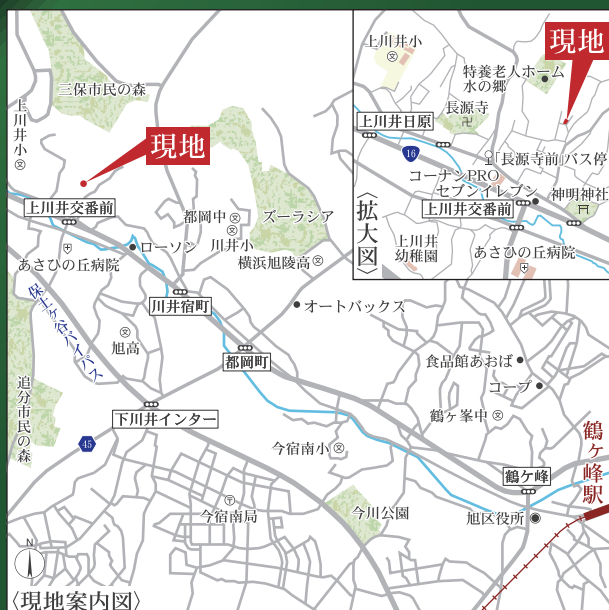 三保市民の森
上川井小
現地
上川井交番前
都岡中
川井小
ズーラシア
ローソン
横浜旭陵高
あさひの丘病院
川井宿町
オートバックス
保土ヶ谷バイパス
旭高
都岡町
食品館あおば
コープ
追分市民の森
下川井インター
鶴ヶ峯中
45
今宿南小
鶴ケ峰
鶴ヶ峰駅
今宿南局
今川公園
旭区役所
N
〈現地案内図〉
上川井小
現地
特養老人ホーム
水の郷
長源寺
上川井日原
16
「長源寺前」バス停
コーナンPRO
セブンイレブン
神明神社
上川井交番前
〈拡大図〉
上川井
幼稚園
あさひの丘病院